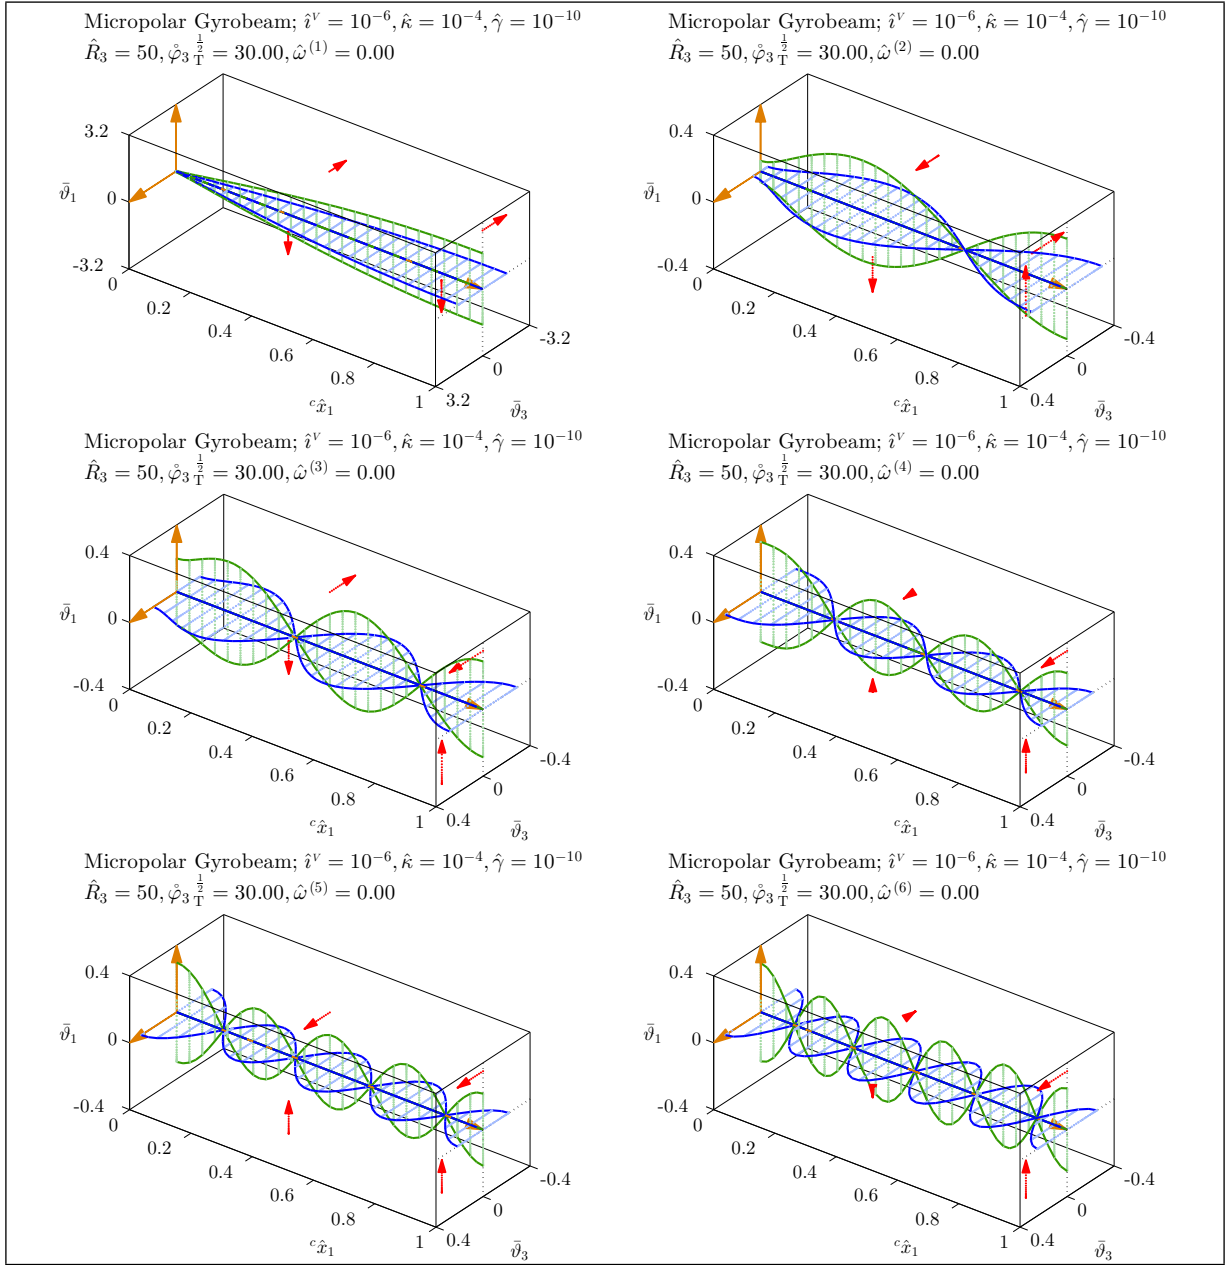 Micropolar Gyrobeam; î^V = 10^-6, κ̂ = 10^-4, γ̂ = 10^-10
R̂_3 = 50, φ̊_3 T^1/2 = 30.00, ω̂^(1) = 0.00
3.2
ϑ̄_1
0
-3.2
0
0.2
0.4
0.6
0.8
1
ᶜx̂_1
3.2
0
-3.2
ϑ̄_3
Micropolar Gyrobeam; î^V = 10^-6, κ̂ = 10^-4, γ̂ = 10^-10
R̂_3 = 50, φ̊_3 T^1/2 = 30.00, ω̂^(2) = 0.00
0.4
ϑ̄_1
0
-0.4
0
0.2
0.4
0.6
0.8
1
ᶜx̂_1
0.4
0
-0.4
ϑ̄_3
Micropolar Gyrobeam; î^V = 10^-6, κ̂ = 10^-4, γ̂ = 10^-10
R̂_3 = 50, φ̊_3 T^1/2 = 30.00, ω̂^(3) = 0.00
0.4
ϑ̄_1
0
-0.4
0
0.2
0.4
0.6
0.8
1
ᶜx̂_1
0.4
0
-0.4
ϑ̄_3
Micropolar Gyrobeam; î^V = 10^-6, κ̂ = 10^-4, γ̂ = 10^-10
R̂_3 = 50, φ̊_3 T^1/2 = 30.00, ω̂^(4) = 0.00
0.4
ϑ̄_1
0
-0.4
0
0.2
0.4
0.6
0.8
1
ᶜx̂_1
0.4
0
-0.4
ϑ̄_3
Micropolar Gyrobeam; î^V = 10^-6, κ̂ = 10^-4, γ̂ = 10^-10
R̂_3 = 50, φ̊_3 T^1/2 = 30.00, ω̂^(5) = 0.00
0.4
ϑ̄_1
0
-0.4
0
0.2
0.4
0.6
0.8
1
ᶜx̂_1
0.4
0
-0.4
ϑ̄_3
Micropolar Gyrobeam; î^V = 10^-6, κ̂ = 10^-4, γ̂ = 10^-10
R̂_3 = 50, φ̊_3 T^1/2 = 30.00, ω̂^(6) = 0.00
0.4
ϑ̄_1
0
-0.4
0
0.2
0.4
0.6
0.8
1
ᶜx̂_1
0.4
0
-0.4
ϑ̄_3